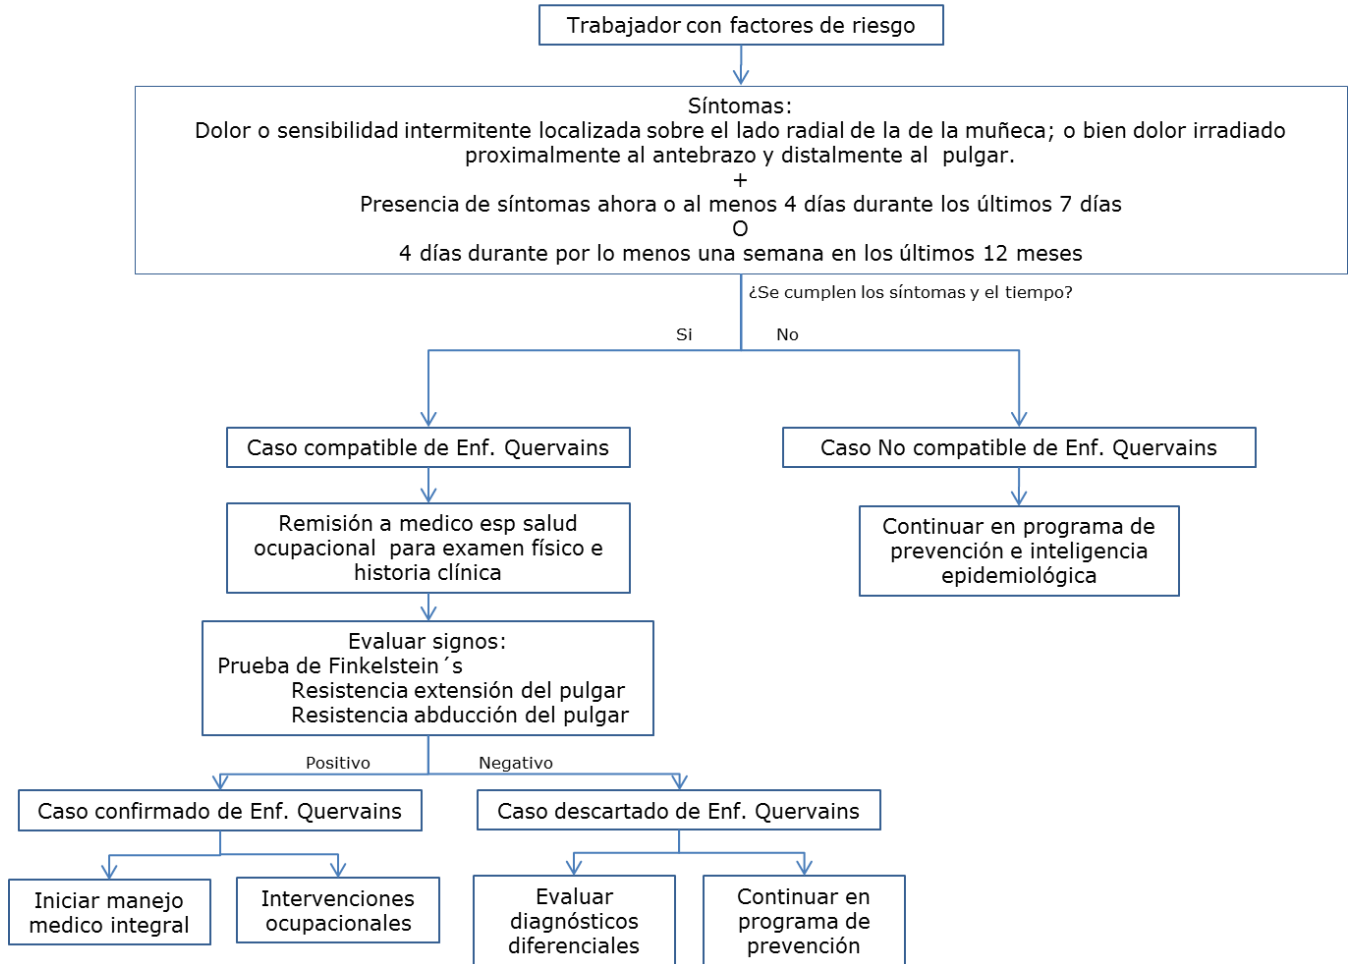 Trabajador con factores de riesgo
Síntomas:
Dolor o sensibilidad intermitente localizada sobre el lado radial de la de la muñeca; o bien dolor irradiado
proximalmente al antebrazo y distalmente al pulgar.
+
Presencia de síntomas ahora o al menos 4 días durante los últimos 7 días
O
4 días durante por lo menos una semana en los últimos 12 meses
¿Se cumplen los síntomas y el tiempo?
Si
No
Caso compatible de Enf. Quervains
Caso No compatible de Enf. Quervains
Remisión a medico esp salud
ocupacional para examen físico e
historia clínica
Continuar en programa de
prevención e inteligencia
epidemiológica
Evaluar signos:
Prueba de Finkelstein´s
Resistencia extensión del pulgar
Resistencia abducción del pulgar
Positivo
Negativo
Caso confirmado de Enf. Quervains
Caso descartado de Enf. Quervains
Iniciar manejo
medico integral
Intervenciones
ocupacionales
Evaluar
diagnósticos
diferenciales
Continuar en
programa de
prevención